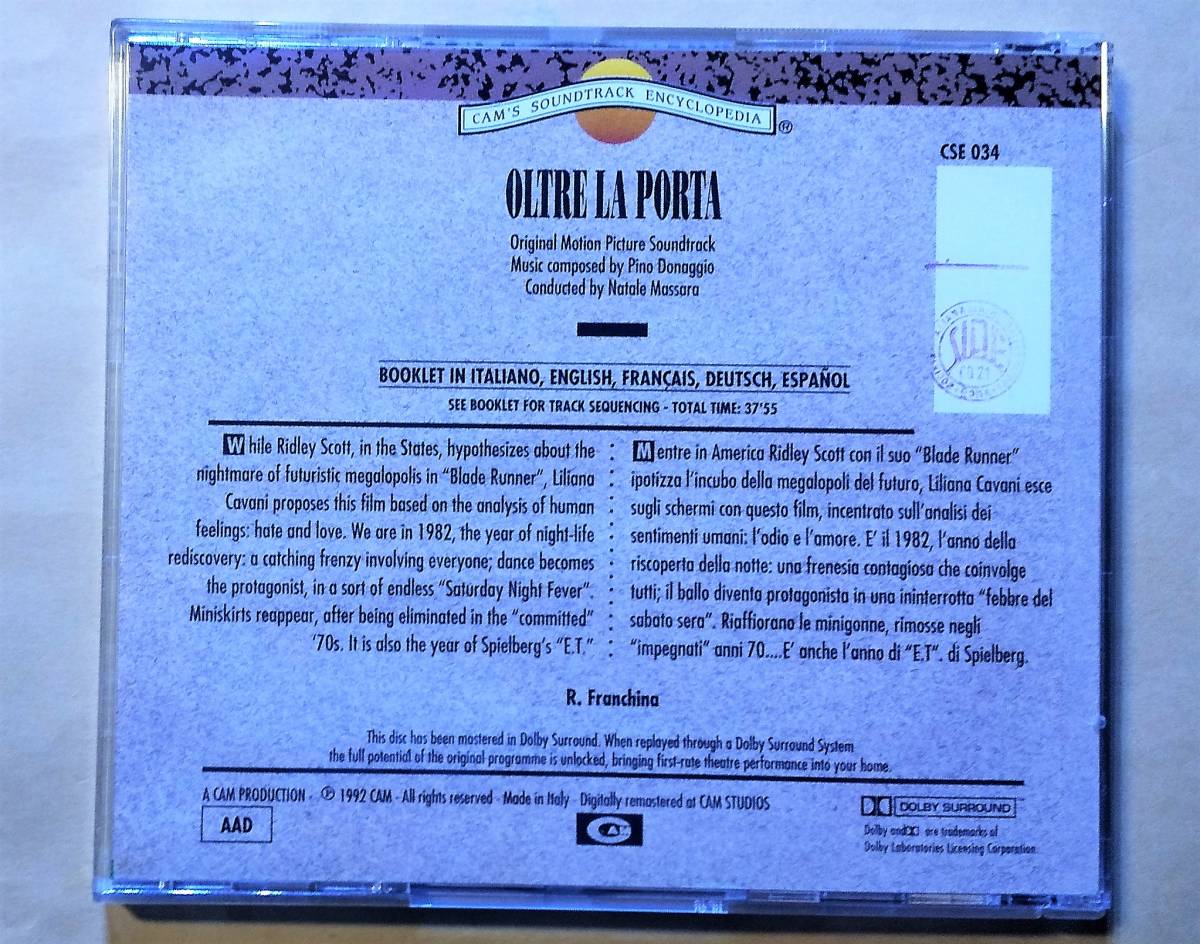 CAM'S SOUNDTRACK ENCYCLOPEDIA ®
CSE 034
OLTRE LA PORTA
Original Motion Picture Soundtrack
Music composed by Pino Donaggio
Conducted by Natale Massara
BOOKLET IN ITALIANO, ENGLISH, FRANÇAIS, DEUTSCH, ESPAÑOL
SEE BOOKLET FOR TRACK SEQUENCING - TOTAL TIME: 37'55
While Ridley Scott, in the States, hypothesizes about the
nightmare of futuristic megalopolis in "Blade Runner", Liliana
Cavani proposes this film based on the analysis of human
feelings: hate and love. We are in 1982, the year of night-life
rediscovery: a catching frenzy involving everyone; dance becomes
the protagonist, in a sort of endless "Saturday Night Fever".
Miniskirts reappear, after being eliminated in the "committed"
'70s. It is also the year of Spielberg's "E.T."
Mentre in America Ridley Scott con il suo "Blade Runner"
ipotizza l'incubo della megalopoli del futuro, Liliana Cavani esce
sugli schermi con questo film, incentrato sull'analisi dei
sentimenti umani: l'odio e l'amore. E' il 1982, l'anno della
riscoperta della notte: una frenesia contagiosa che coinvolge
tutti; il ballo diventa protagonista in una ininterrotta "febbre del
sabato sera". Riaffiorano le minigonne, rimosse negli
"impegnati" anni 70....E' anche l'anno di "E.T". di Spielberg.
R. Franchina
This disc has been mastered in Dolby Surround. When replayed through a Dolby Surround System
the full potential of the original programme is unlocked, bringing first-rate theatre performance into your home.
A CAM PRODUCTION - ℗ 1992 CAM - All rights reserved - Made in Italy - Digitally remastered at CAM STUDIOS
AAD
CAM
DOLBY SURROUND
Dolby and are trademarks of
Dolby Laboratories Licensing Corporation.